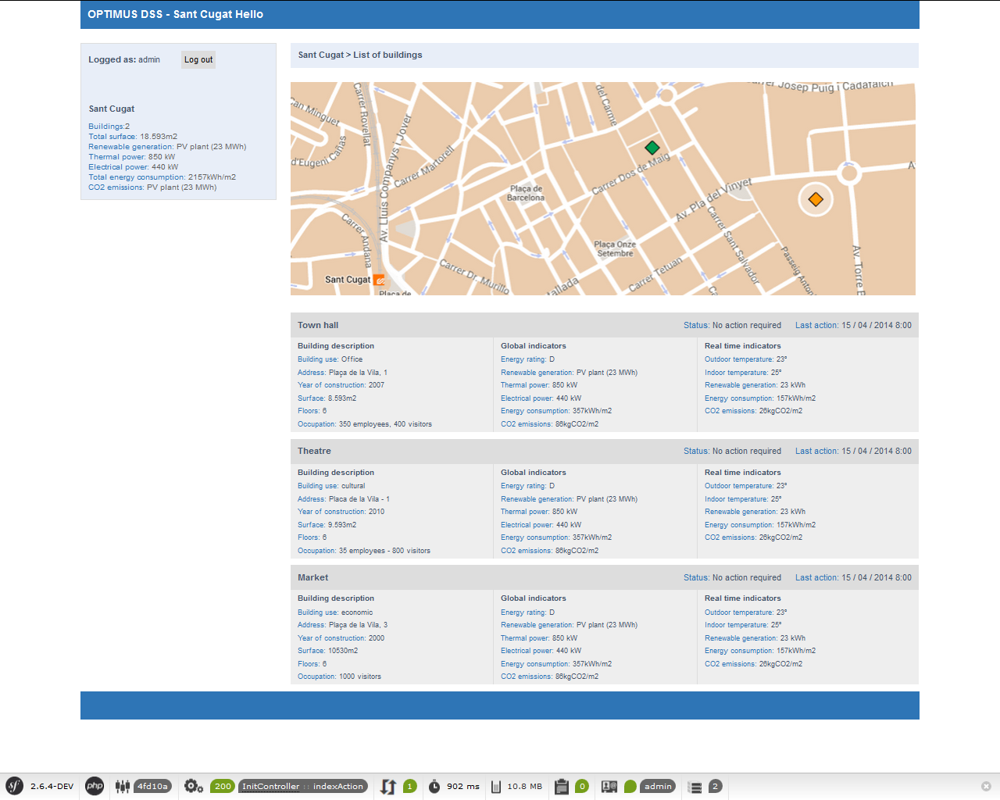 OPTIMUS DSS - Sant Cugat Hello
Logged as: admin Log out
Sant Cugat
Buildings:2
Total surface: 18.593m2
Renewable generation: PV plant (23 MWh)
Thermal power: 850 kW
Electrical power: 440 kW
Total energy consumption: 2157kWh/m2
CO2 emissions: PV plant (23 MWh)
Sant Cugat > List of buildings
Carrer Rovellat
del Carme
Carrer Josep Puig i Cadafalch
Can Minguet
d'Eugeni Cañas
Av. Lluís Companys i Jover
Carrer Martorell
Plaça de
Barcelona
Carrer Dos de Maig
Av. Pla del Vinyet
Carrer Andana
Plaça Onze
Setembre
Carrer Sant Salvador
Passeig Anton
Av. Torre B
Carrer Dr. Murillo
Carrer Tetuan
Sant Cugat
Plaça de
Town hall Status: No action required Last action: 15 / 04 / 2014 8:00
Building description
Building use: Office
Address: Plaça de la Vila, 1
Year of construction: 2007
Surface: 8.593m2
Floors: 6
Occupation: 350 employees, 400 visitors
Global indicators
Energy rating: D
Renewable generation: PV plant (23 MWh)
Thermal power: 850 kW
Electrical power: 440 kW
Energy consumption: 357kWh/m2
CO2 emissions: 86kgCO2/m2
Real time indicators
Outdoor temperature: 23º
Indoor temperature: 25º
Renewable generation: 23 kWh
Energy consumption: 157kWh/m2
CO2 emissions: 26kgCO2/m2
Theatre Status: No action required Last action: 15 / 04 / 2014 8:00
Building description
Building use: cultural
Address: Placa de la Vila - 1
Year of construction: 2010
Surface: 9.593m2
Floors: 6
Occupation: 35 employees - 800 visitors
Global indicators
Energy rating: D
Renewable generation: PV plant (23 MWh)
Thermal power: 850 kW
Electrical power: 440 kW
Energy consumption: 357kWh/m2
CO2 emissions: 86kgCO2/m2
Real time indicators
Outdoor temperature: 23º
Indoor temperature: 25º
Renewable generation: 23 kWh
Energy consumption: 157kWh/m2
CO2 emissions: 26kgCO2/m2
Market Status: No action required Last action: 15 / 04 / 2014 8:00
Building description
Building use: economic
Address: Plaça de la Vila, 3
Year of construction: 2000
Surface: 10530m2
Floors: 6
Occupation: 1000 visitors
Global indicators
Energy rating: D
Renewable generation: PV plant (23 MWh)
Thermal power: 850 kW
Electrical power: 440 kW
Energy consumption: 357kWh/m2
CO2 emissions: 86kgCO2/m2
Real time indicators
Outdoor temperature: 23º
Indoor temperature: 25º
Renewable generation: 23 kWh
Energy consumption: 157kWh/m2
CO2 emissions: 26kgCO2/m2
sf 2.6.4-DEV php 4fd10a 200 InitController :: indexAction 1 902 ms 10.8 MB 0 admin 2